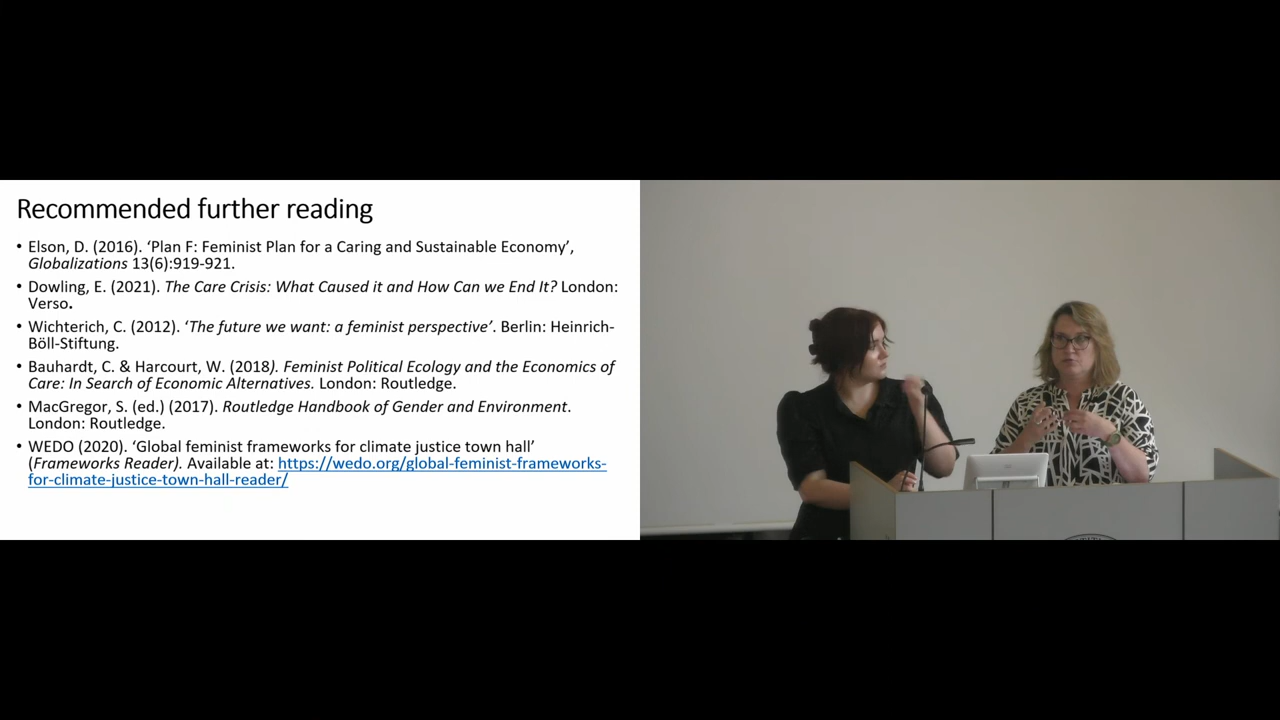 Recommended further reading
• Elson, D. (2016). ‘Plan F: Feminist Plan for a Caring and Sustainable Economy’,
Globalizations 13(6):919-921.
• Dowling, E. (2021). The Care Crisis: What Caused it and How Can we End It? London:
Verso.
• Wichterich, C. (2012). ‘The future we want: a feminist perspective’. Berlin: Heinrich-
Böll-Stiftung.
• Bauhardt, C. & Harcourt, W. (2018). Feminist Political Ecology and the Economics of
Care: In Search of Economic Alternatives. London: Routledge.
• MacGregor, S. (ed.) (2017). Routledge Handbook of Gender and Environment.
London: Routledge.
• WEDO (2020). ‘Global feminist frameworks for climate justice town hall’
(Frameworks Reader). Available at: https://wedo.org/global-feminist-frameworks-
for-climate-justice-town-hall-reader/